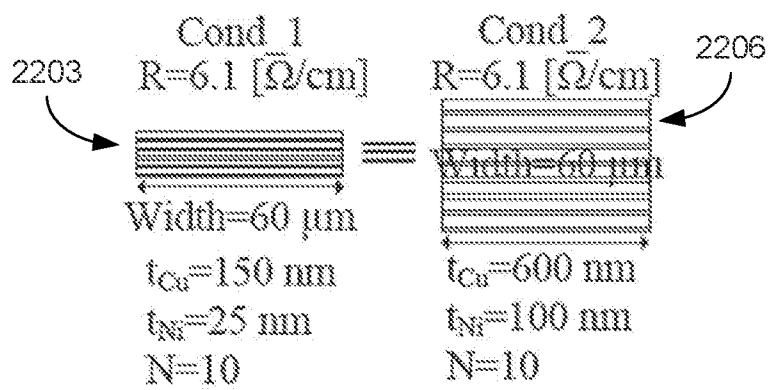 Cond_1
Cond_2
2203
R=6.1 [Ω/cm]
R=6.1 [Ω/cm]
2206
Width=60 μm
Width=60 μm
t_Cu=150 nm
t_Cu=600 nm
t_Ni=25 nm
t_Ni=100 nm
N=10
N=10